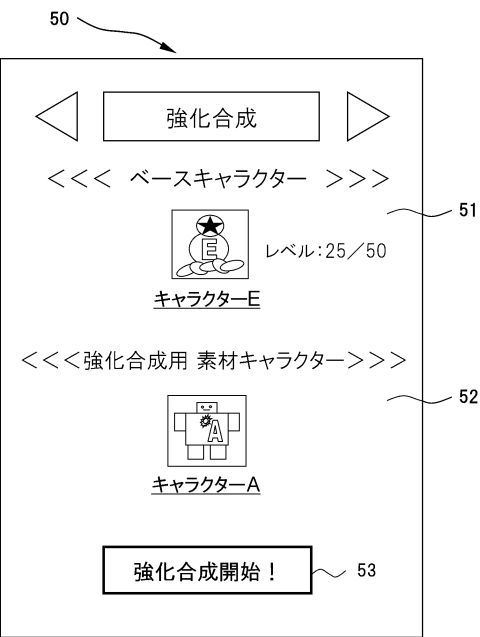 50
強化合成
<<< ベースキャラクター >>>
51
E
レベル:25/50
キャラクターE
<<<強化合成用 素材キャラクター>>>
52
A
キャラクターA
強化合成開始!
53